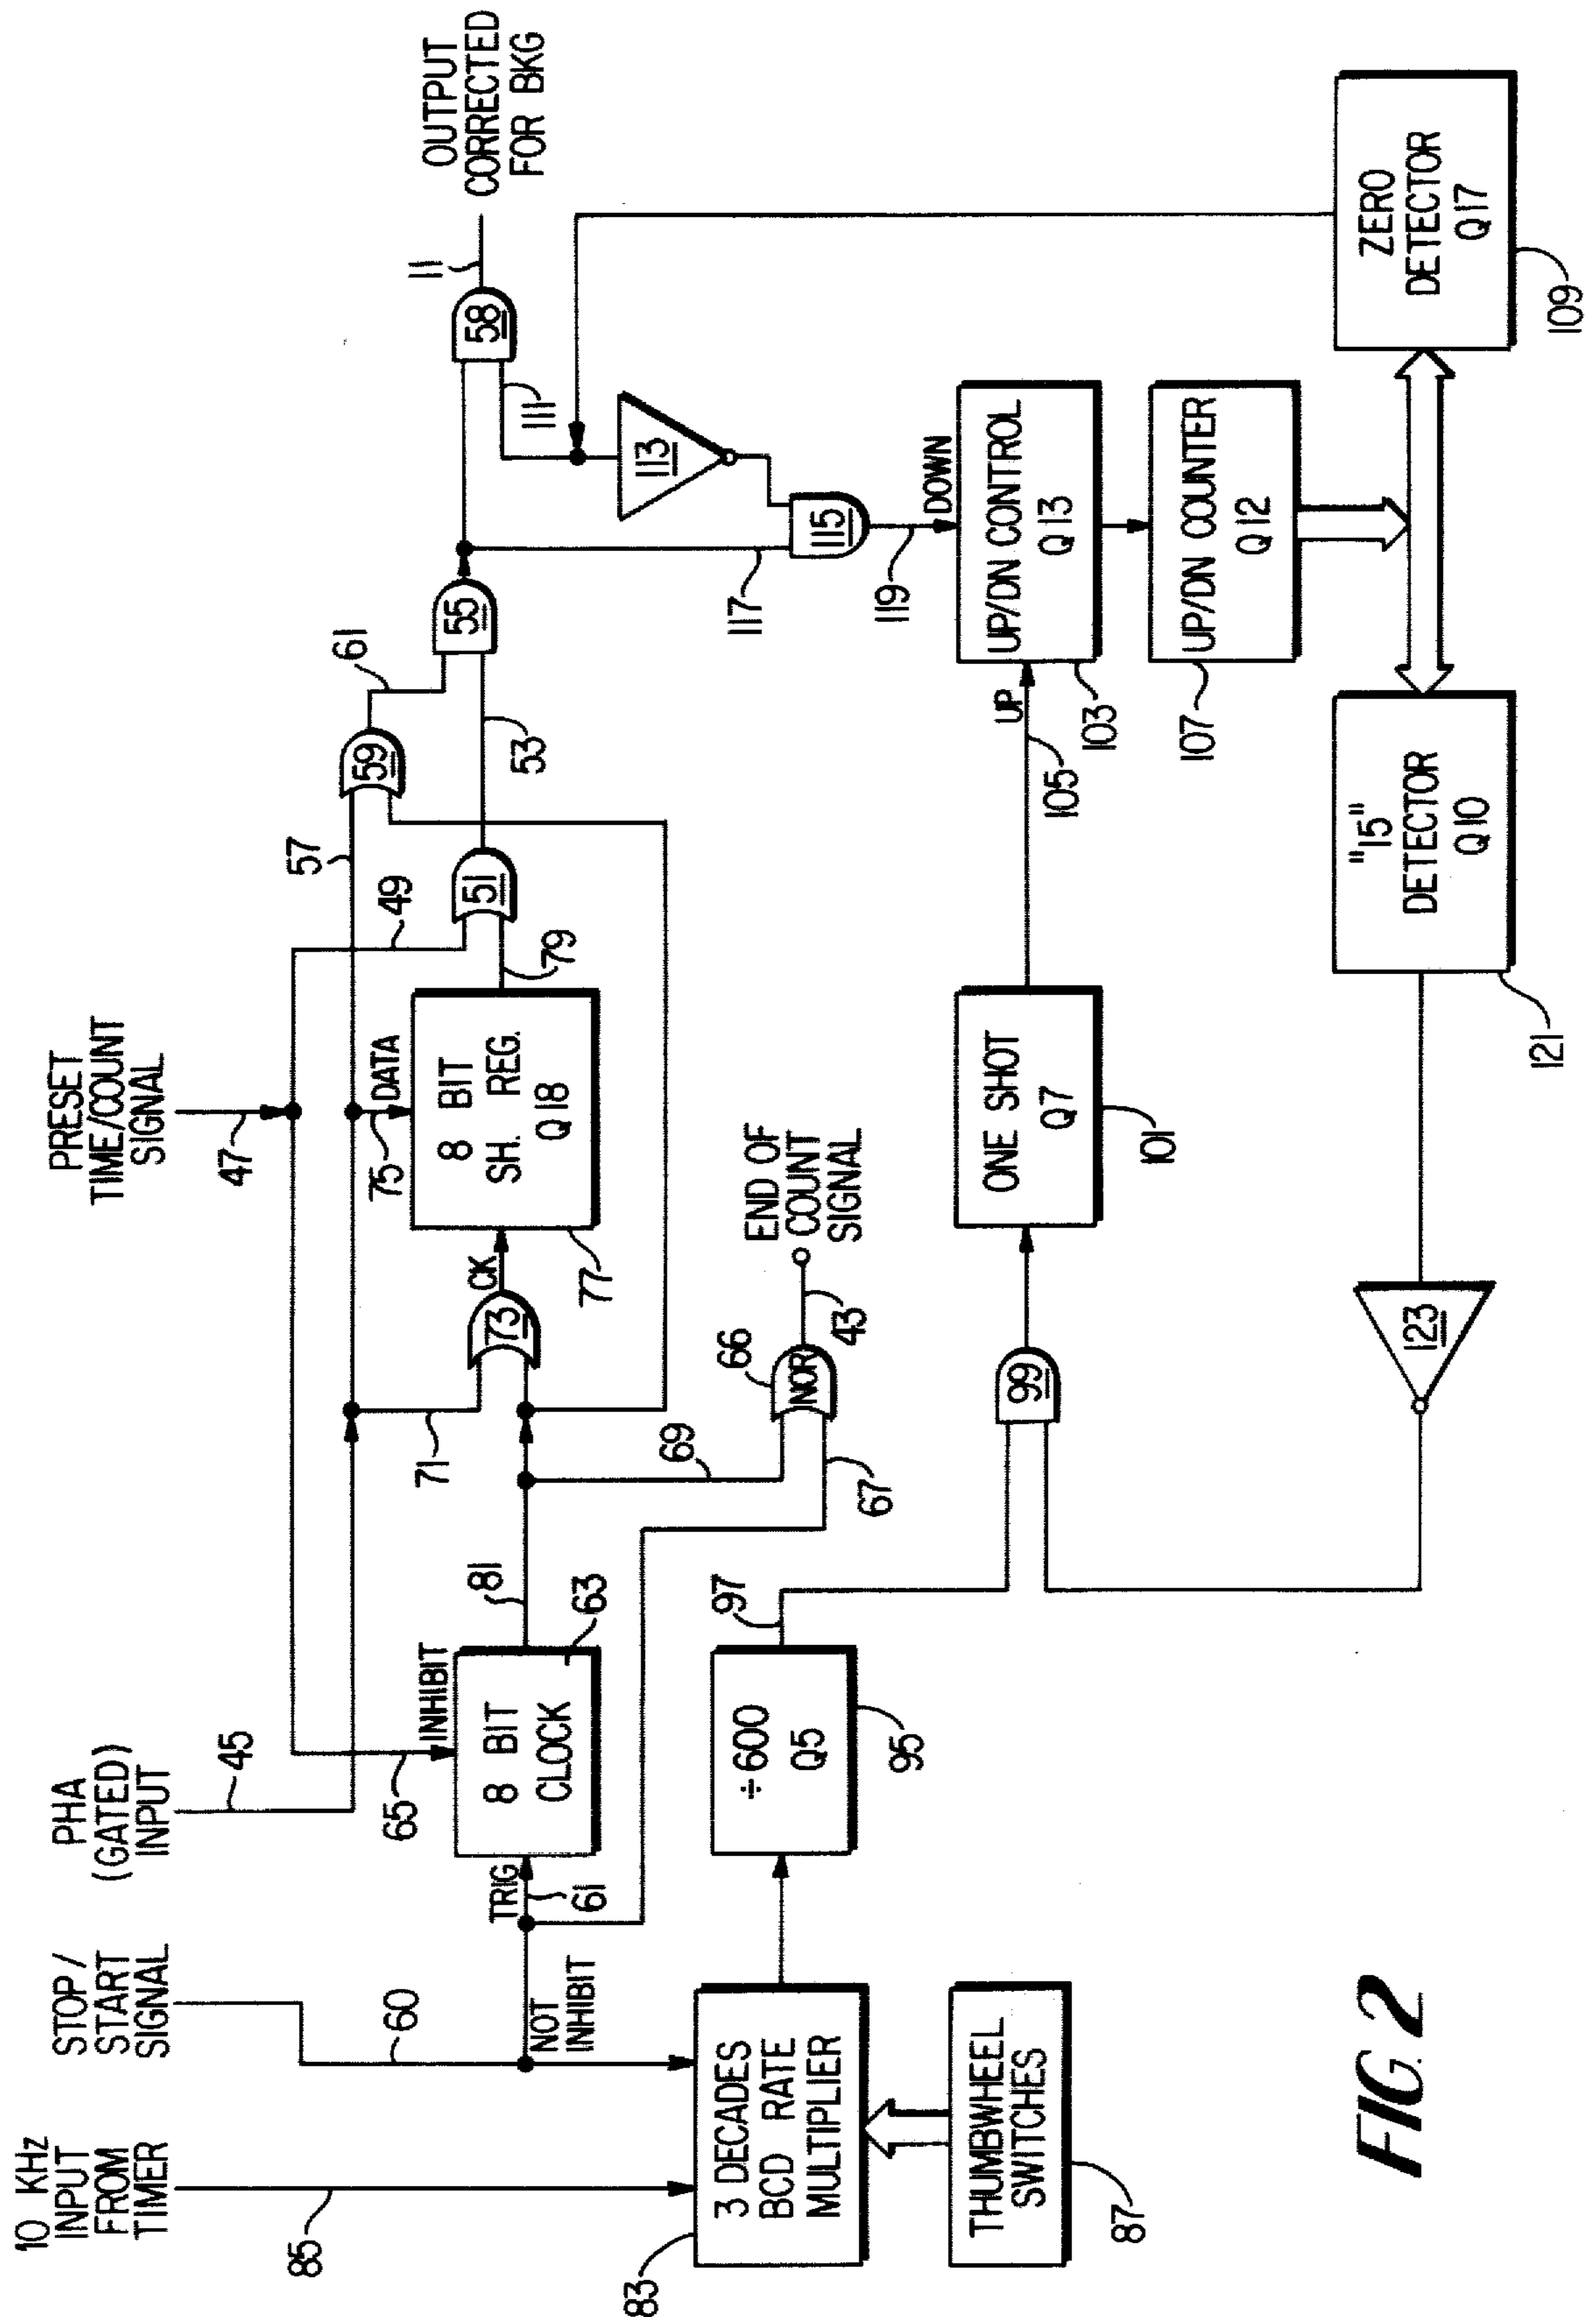 10 KHz
INPUT
FROM
TIMER
85
STOP/
START
SIGNAL
60
NOT
INHIBIT
PHA
(GATED)
INPUT
45
PRESET
TIME/COUNT
SIGNAL
47
TRIG
61
65
INHIBIT
8 BIT
CLOCK
63
81
71
73
CK
75
DATA
8 BIT
SH. REG.
Q18
77
79
49
57
51
53
59
61
55
58
11
OUTPUT
CORRECTED
FOR BKG
111
113
115
117
119
DOWN
69
67
66
NOR
43
END OF
COUNT
SIGNAL
3 DECADES
BCD RATE
MULTIPLIER
83
THUMBWHEEL
SWITCHES
87
÷600
Q5
95
97
99
ONE SHOT
Q7
101
105
UP
UP/DN CONTROL
Q13
103
UP/DN COUNTER
Q12
107
"15"
DETECTOR
Q10
121
123
ZERO
DETECTOR
Q17
109
FIG. 2